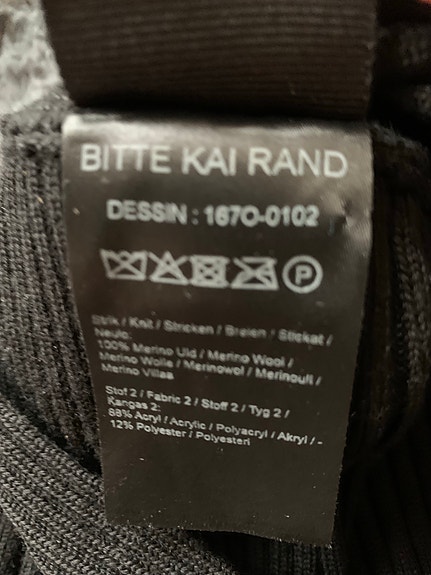 BITTE KAI RAND
DESSIN : 167O-0102
P
Strik / Knit / Stricken / Breien / Stickat /
Neule:
100% Merino Uld / Merino Wool /
Merino Wolle / Merinowol / Merinoull /
Merino Villaa
Stof 2 / Fabric 2 / Stoff 2 / Tyg 2 /
Kangas 2:
88% Acryl / Acrylic / Polyacryl / Akryl / -
12% Polyester / Polyesteri